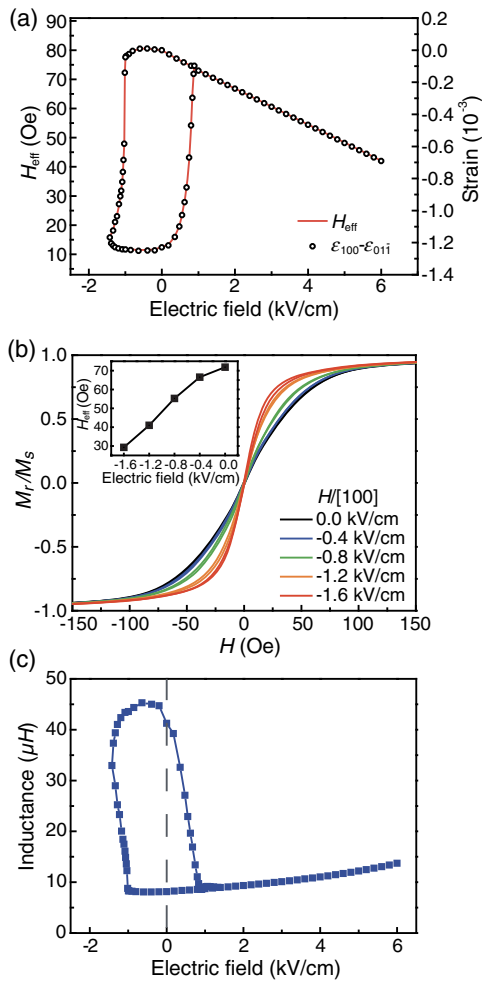 (a)
90
80
70
60
50
40
30
20
10
H_eff (Oe)
0.2
0.0
-0.2
-0.4
-0.6
-0.8
-1.0
-1.2
-1.4
Strain (10⁻³)
H_eff
ε₁₀₀-ε₀₁ī
-2 0 2 4 6
Electric field (kV/cm)
(b)
1.0
0.5
0.0
-0.5
-1.0
M_r/M_s
70
60
50
40
30
H_eff (Oe)
-1.6 -1.2 -0.8 -0.4 0.0
Electric field (kV/cm)
H/[100]
0.0 kV/cm
-0.4 kV/cm
-0.8 kV/cm
-1.2 kV/cm
-1.6 kV/cm
-150 -100 -50 0 50 100 150
H (Oe)
(c)
50
40
30
20
10
0
Inductance (μH)
-2 0 2 4 6
Electric field (kV/cm)